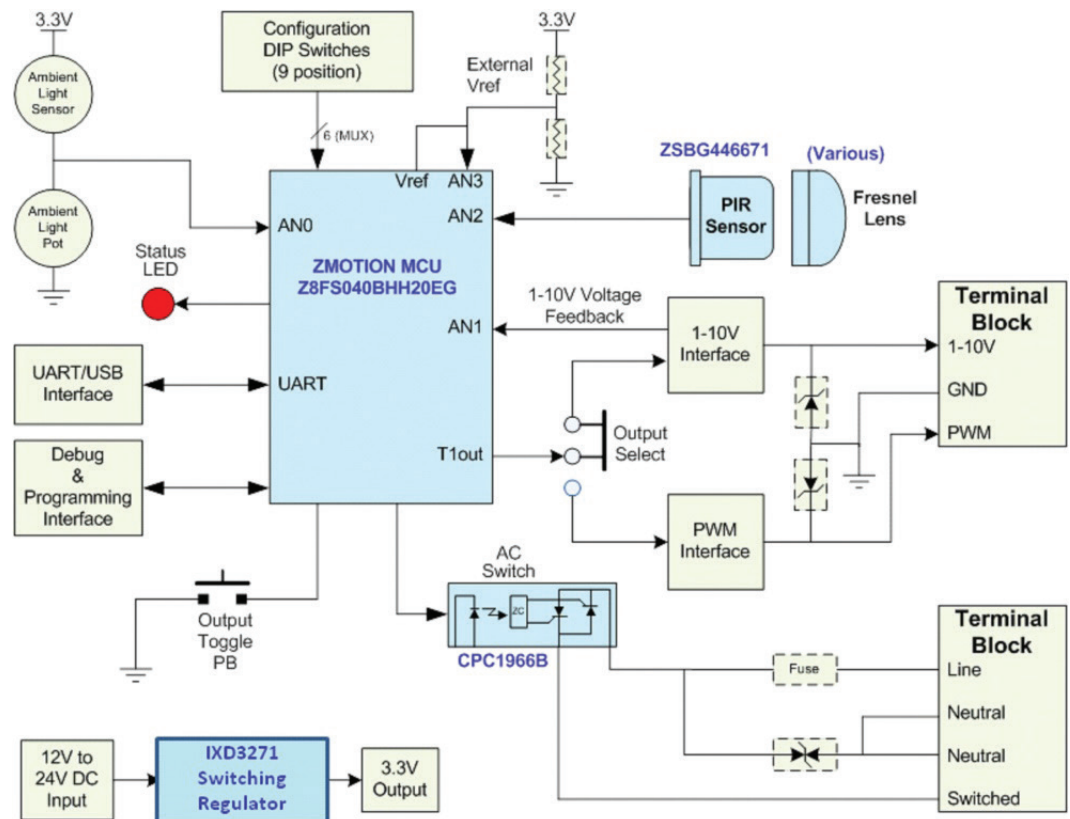 3.3V
Ambient
Light
Sensor
Ambient
Light
Pot
Configuration
DIP Switches
(9 position)
6 (MUX)
3.3V
External
Vref
Vref
AN3
AN2
AN0
ZMOTION MCU
Z8FS040BHH20EG
AN1
UART
T1out
ZSBG446671
PIR
Sensor
(Various)
Fresnel
Lens
Status
LED
UART/USB
Interface
Debug
&
Programming
Interface
1-10V Voltage
Feedback
1-10V
Interface
Output
Select
PWM
Interface
Terminal
Block
1-10V
GND
PWM
Output
Toggle
PB
AC
Switch
ZC
CPC1966B
Fuse
Terminal
Block
Line
Neutral
Neutral
Switched
12V to
24V DC
Input
IXD3271
Switching
Regulator
3.3V
Output